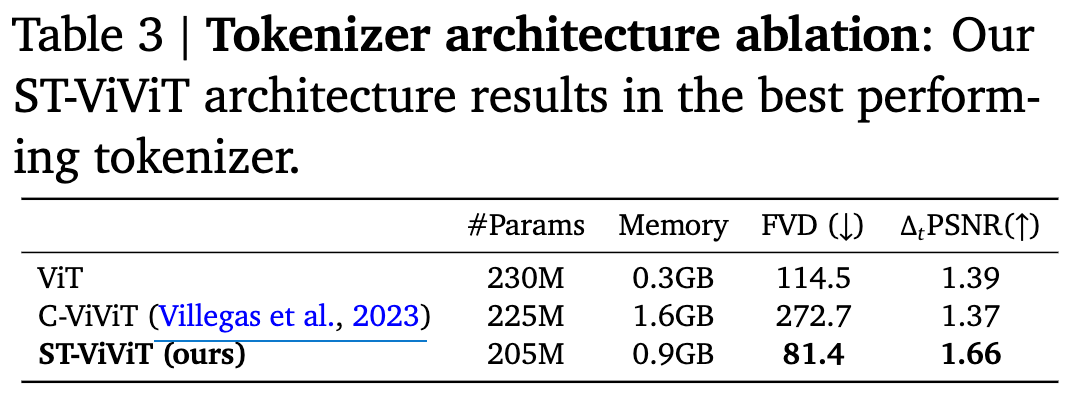 Table 3 | Tokenizer architecture ablation: Our
ST-ViViT architecture results in the best perform-
ing tokenizer.
#Params Memory FVD (↓) ΔₜPSNR(↑)
ViT 230M 0.3GB 114.5 1.39
C-ViViT (Villegas et al., 2023) 225M 1.6GB 272.7 1.37
ST-ViViT (ours) 205M 0.9GB 81.4 1.66